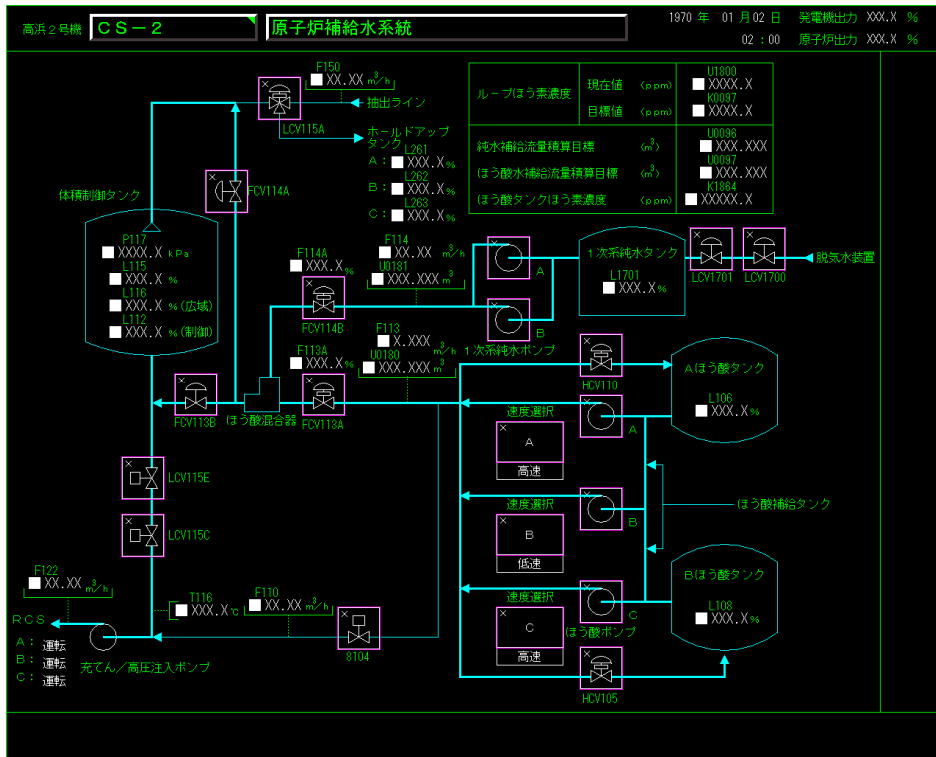 高浜2号機 CS-2 原子炉補給水系統 1970 年 01 月 02 日 発電機出力 XXX.X %
02 : 00 原子炉出力 XXX.X %
F150
XX.XX m³/h
抽出ライン
LCV115A
ホールドアップ
タンク
L261
A: XXX.X %
L262
B: XXX.X %
L263
C: XXX.X %
ループほう素濃度 現在値 (ppm) U1800 XXXX.X
目標値 (ppm) K0097 XXXX.X
純水補給流量積算目標 (m³) U0096 XX.XXX
ほう酸水補給流量積算目標 (m³) U0097 XX.XXX
ほう酸タンクほう素濃度 (ppm) K1864 XXXXX.X
FCV114A
体積制御タンク
P117
XXXX.X kPa
L115
XXX.X %
L116
XXX.X %(広域)
L112
XXX.X %(制御)
F114A
XXX.X %
F114
XX.XX m³/h
U0181
XXX.XXX m³
FCV114B
A
B
1次系純水ポンプ
1次系純水タンク
L1701
XXX.X %
LCV1701
LCV1700
脱気水装置
F113A
XXX.X %
F113
X.XXX m³/h
U0180
XXX.XXX m³
FCV113B
ほう酸混合器
FCV113A
HCV110
Aほう酸タンク
L106
XXX.X %
速度選択
A
高速
A
速度選択
B
低速
B
ほう酸補給タンク
速度選択
C
高速
C
ほう酸ポンプ
Bほう酸タンク
L108
XXX.X %
HCV105
LCV115E
LCV115C
F122
XX.XX m³/h
T116
XXX.X ℃
F110
XX.XX m³/h
8104
RCS
A: 運転
B: 運転
C: 運転
充てん/高圧注入ポンプ